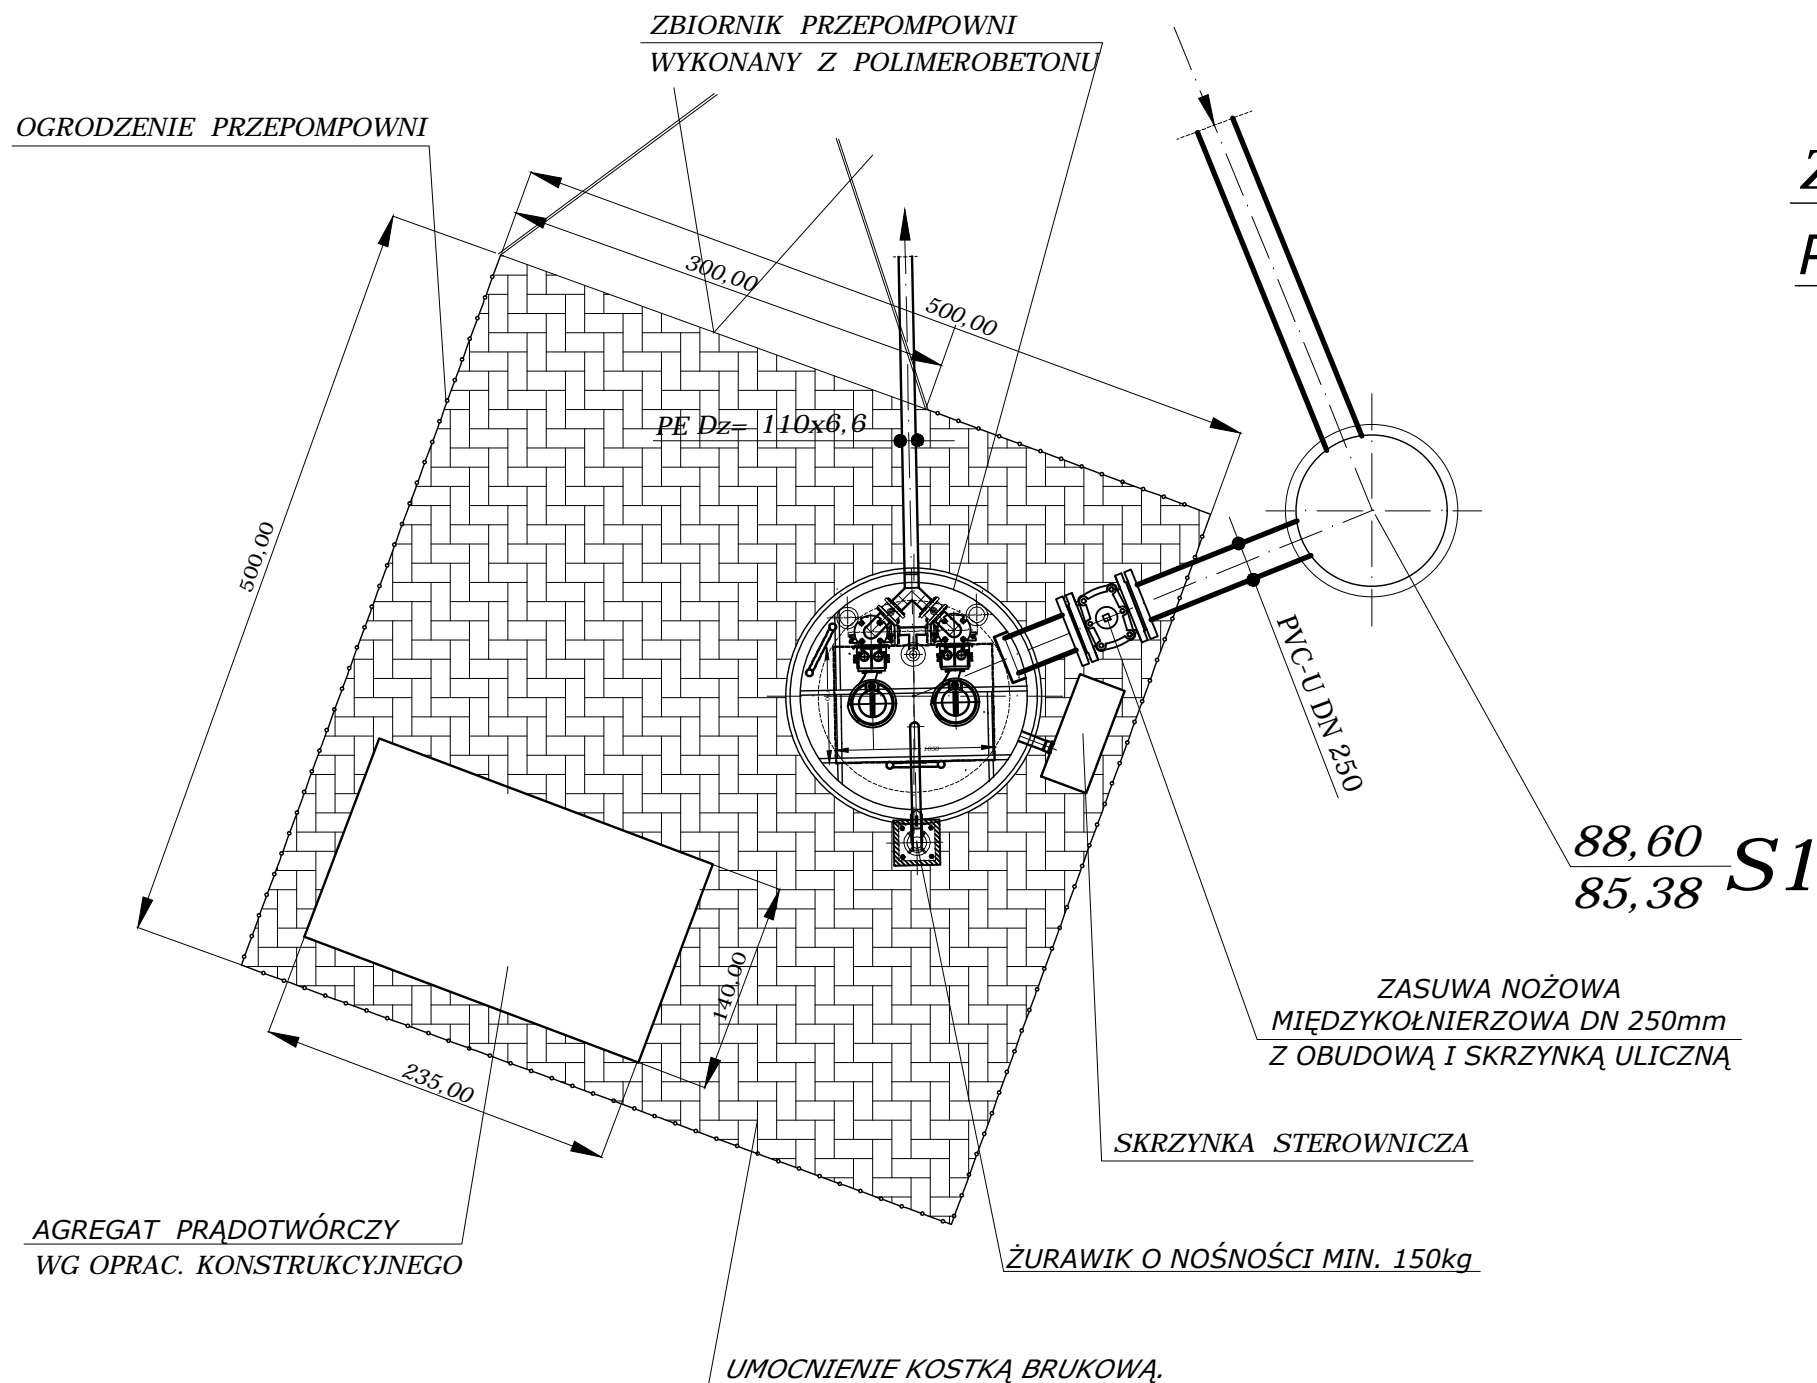 ZBIORNIK PRZEPOMPOWNI
WYKONANY Z POLIMEROBETONU
OGRODZENIE PRZEPOMPOWNI
300,00
500,00
PE Dz= 110x6,6
500,00
PVC-U DN 250
1050
88,60
85,38
S1
140,00
235,00
ZASUWA NOŻOWA
MIĘDZYKOŁNIERZOWA DN 250mm
Z OBUDOWĄ I SKRZYNKĄ ULICZNĄ
SKRZYNKA STEROWNICZA
AGREGAT PRĄDOTWÓRCZY
WG OPRAC. KONSTRUKCYJNEGO
ŻURAWIK O NOŚNOŚCI MIN. 150kg
UMOCNIENIE KOSTKĄ BRUKOWĄ.